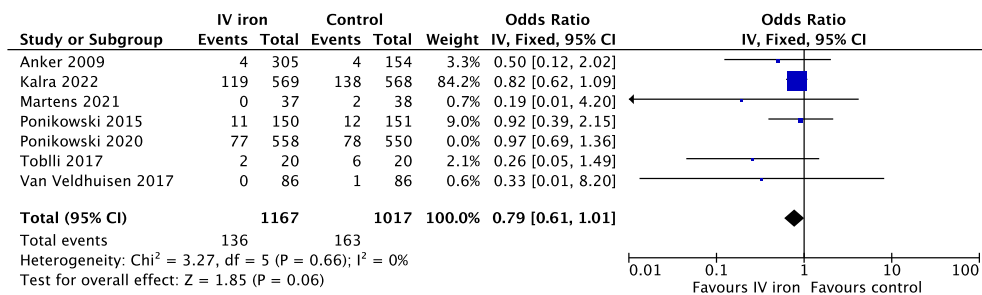 IV iron Control Odds Ratio Odds Ratio
Study or Subgroup Events Total Events Total Weight IV, Fixed, 95% CI IV, Fixed, 95% CI
Anker 2009 4 305 4 154 3.3% 0.50 [0.12, 2.02]
Kalra 2022 119 569 138 568 84.2% 0.82 [0.62, 1.09]
Martens 2021 0 37 2 38 0.7% 0.19 [0.01, 4.20]
Ponikowski 2015 11 150 12 151 9.0% 0.92 [0.39, 2.15]
Ponikowski 2020 77 558 78 550 0.0% 0.97 [0.69, 1.36]
Toblli 2017 2 20 6 20 2.1% 0.26 [0.05, 1.49]
Van Veldhuisen 2017 0 86 1 86 0.6% 0.33 [0.01, 8.20]
Total (95% CI) 1167 1017 100.0% 0.79 [0.61, 1.01]
Total events 136 163
Heterogeneity: Chi² = 3.27, df = 5 (P = 0.66); I² = 0%
Test for overall effect: Z = 1.85 (P = 0.06)
0.01 0.1 1 10 100
Favours IV iron Favours control